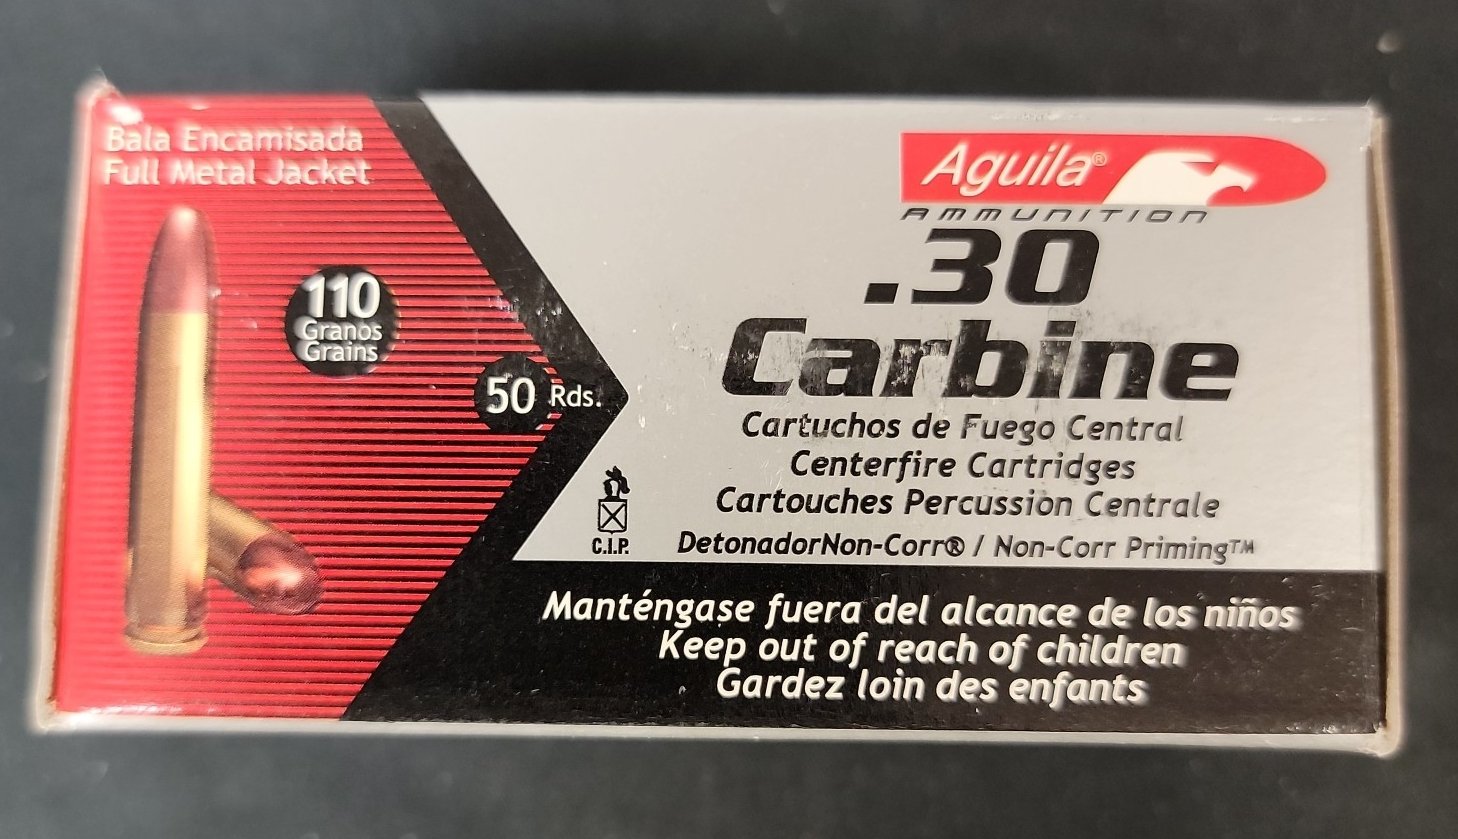 Bala Encamisada
Full Metal Jacket
110
Granos
Grains
50 Rds.
Aguila®
AMMUNITION
.30
Carbine
Cartuchos de Fuego Central
Centerfire Cartridges
Cartouches Percussion Centrale
C.I.P.
DetonadorNon-Corr® / Non-Corr Priming™
Manténgase fuera del alcance de los niños
Keep out of reach of children
Gardez loin des enfants